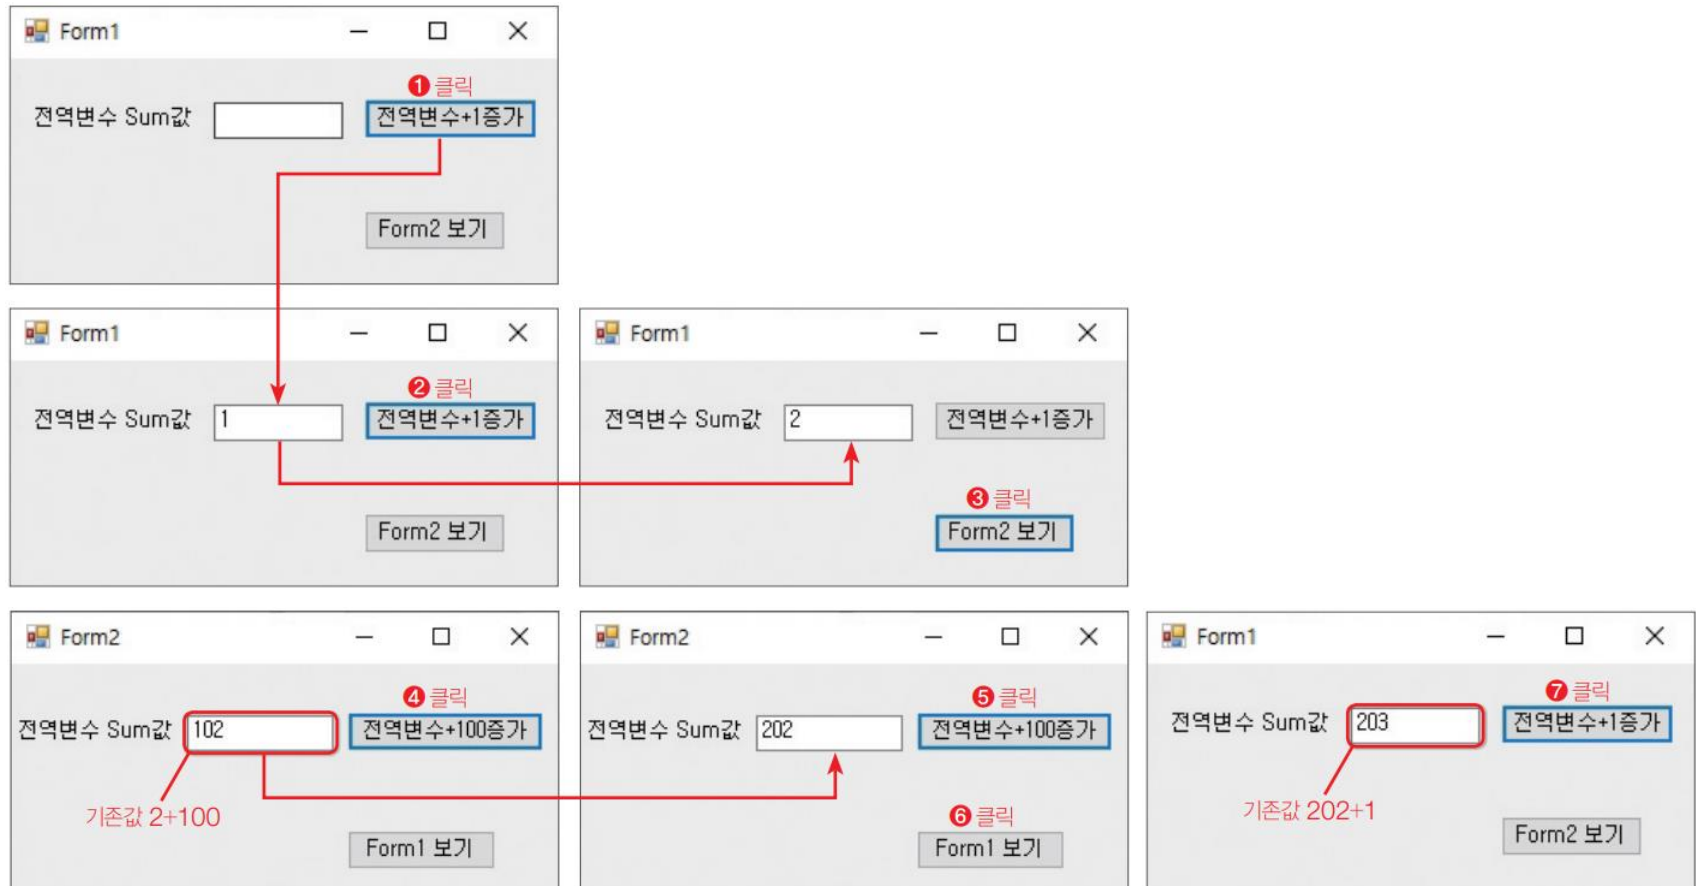 Form1
❶ 클릭
전역변수 Sum값
전역변수+1증가
Form2 보기
Form1
❷ 클릭
전역변수 Sum값 1
전역변수+1증가
Form2 보기
Form1
전역변수 Sum값 2
전역변수+1증가
❸ 클릭
Form2 보기
Form2
❹ 클릭
전역변수 Sum값 102
전역변수+100증가
기존값 2+100
Form1 보기
Form2
❺ 클릭
전역변수 Sum값 202
전역변수+100증가
❻ 클릭
Form1 보기
Form1
❼ 클릭
전역변수 Sum값 203
전역변수+1증가
기존값 202+1
Form2 보기